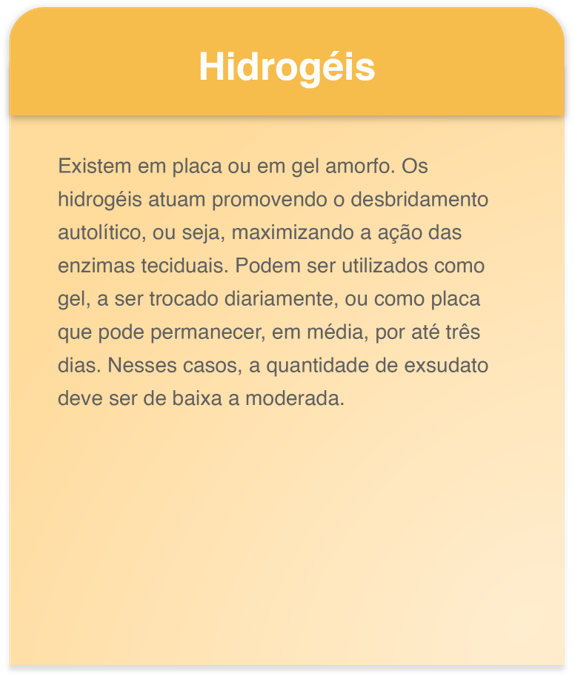 Hidrogéis
Existem em placa ou em gel amorfo. Os
hidrogéis atuam promovendo o desbridamento
autolítico, ou seja, maximizando a ação das
enzimas teciduais. Podem ser utilizados como
gel, a ser trocado diariamente, ou como placa
que pode permanecer, em média, por até três
dias. Nesses casos, a quantidade de exsudato
deve ser de baixa a moderada.